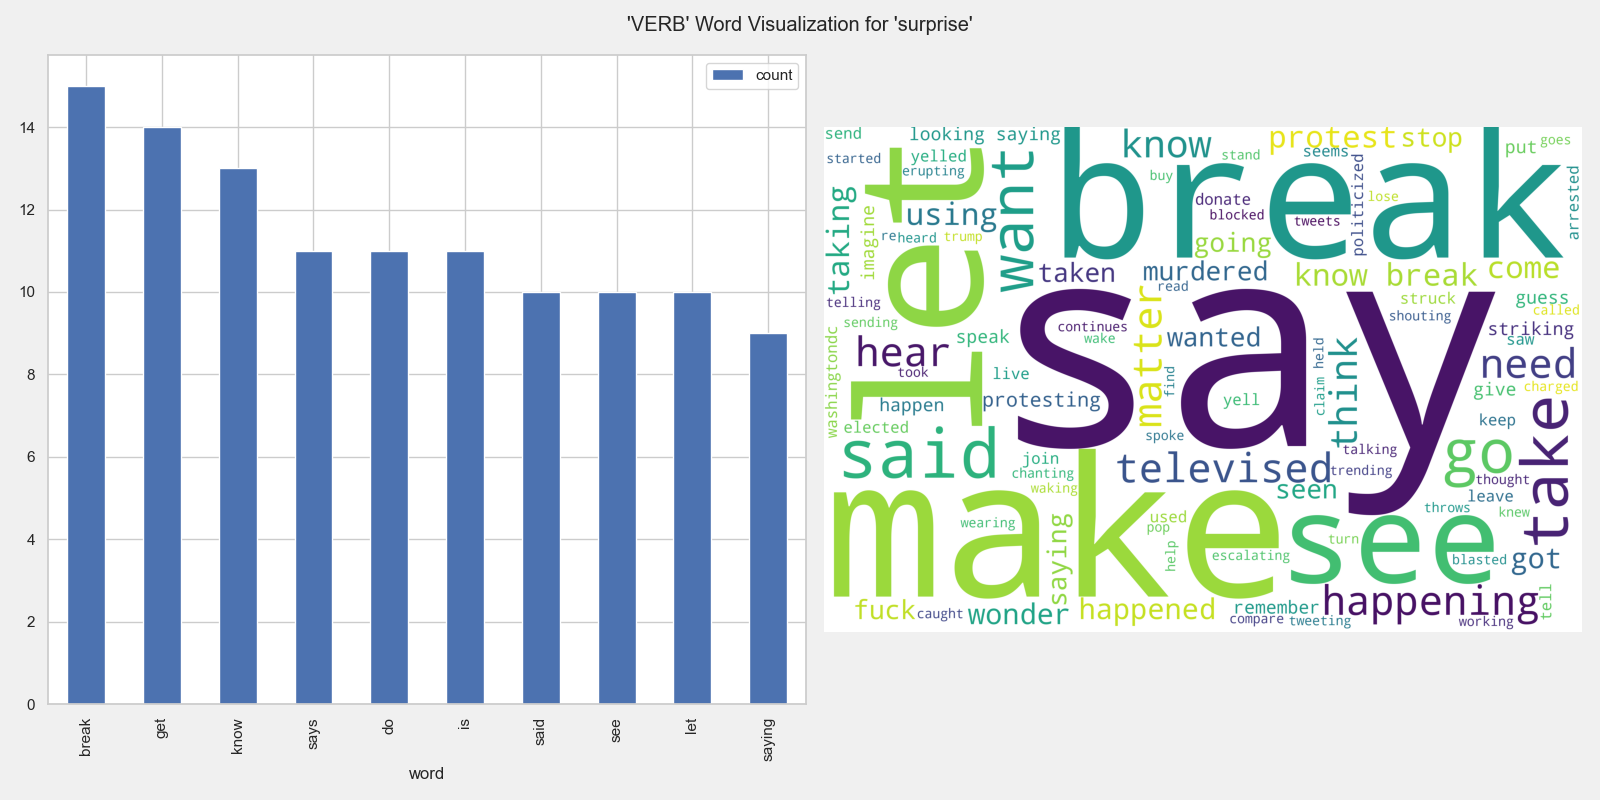 'VERB' Word Visualization for 'surprise'
count
14
12
10
8
6
4
2
0
break
get
know
says
do
is
said
see
let
saying
word
send
looking
saying
know
protest
stop
put
goes
started
yelled
erupting
want
break
stand
seems
buy
politicized
lose
arrested
taking
let
imagine
using
donate
blocked
tweets
re
heard
trump
going
telling
taken
murdered
read
know
break
come
struck
guess
sending
say
matter
shouting
called
continues
wake
wanted
striking
saw
speak
washingtondc
hear
took
live
find
claim
held
think
need
give
charged
happen
protesting
yell
keep
elected
said
spoke
talking
go
take
join
chanting
televised
trending
thought
waking
seen
leave
make
wearing
saying
used
pop
see
throws
knew
help
escalating
turn
blasted
got
fuck
caught
wonder
happened
remember
compare
tweeting
happening
working
tell